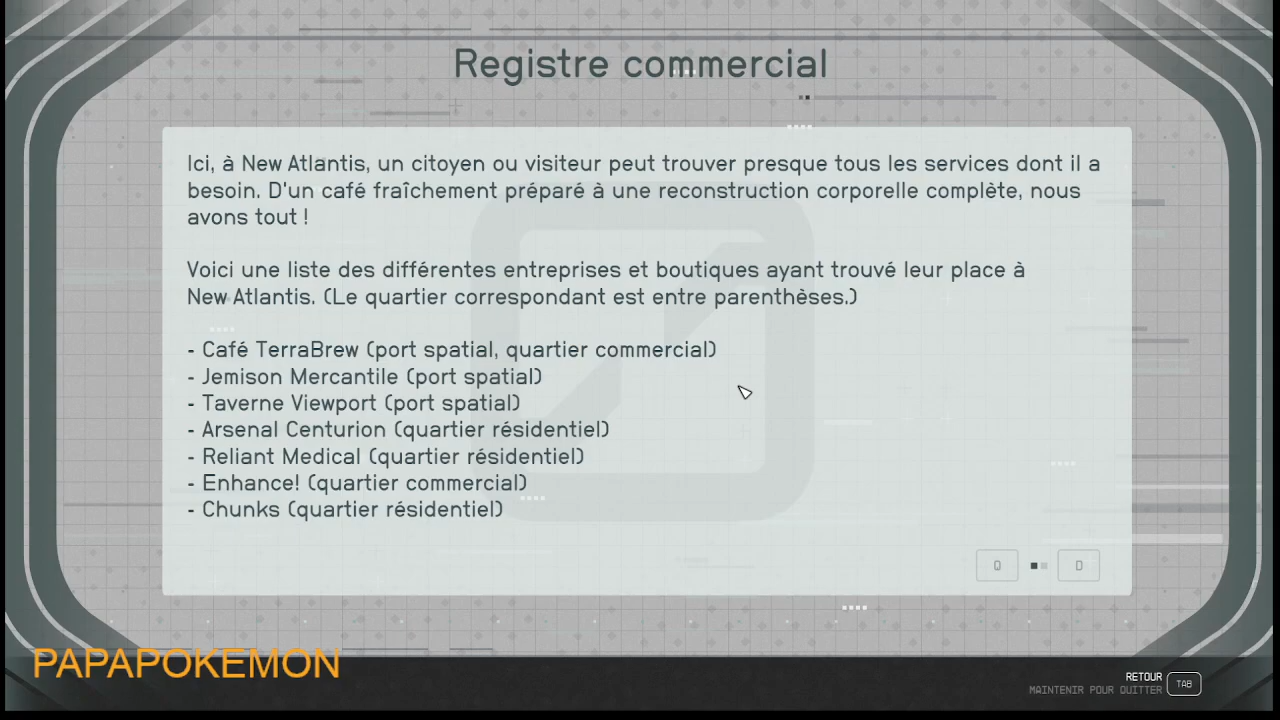 Registre commercial
Ici, à New Atlantis, un citoyen ou visiteur peut trouver presque tous les services dont il a
besoin. D'un café fraîchement préparé à une reconstruction corporelle complète, nous
avons tout !
Voici une liste des différentes entreprises et boutiques ayant trouvé leur place à
New Atlantis. (Le quartier correspondant est entre parenthèses.)
- Café TerraBrew (port spatial, quartier commercial)
- Jemison Mercantile (port spatial)
- Taverne Viewport (port spatial)
- Arsenal Centurion (quartier résidentiel)
- Reliant Medical (quartier résidentiel)
- Enhance! (quartier commercial)
- Chunks (quartier résidentiel)
Q D
PAPAPOKEMON
RETOUR TAB
MAINTENIR POUR QUITTER